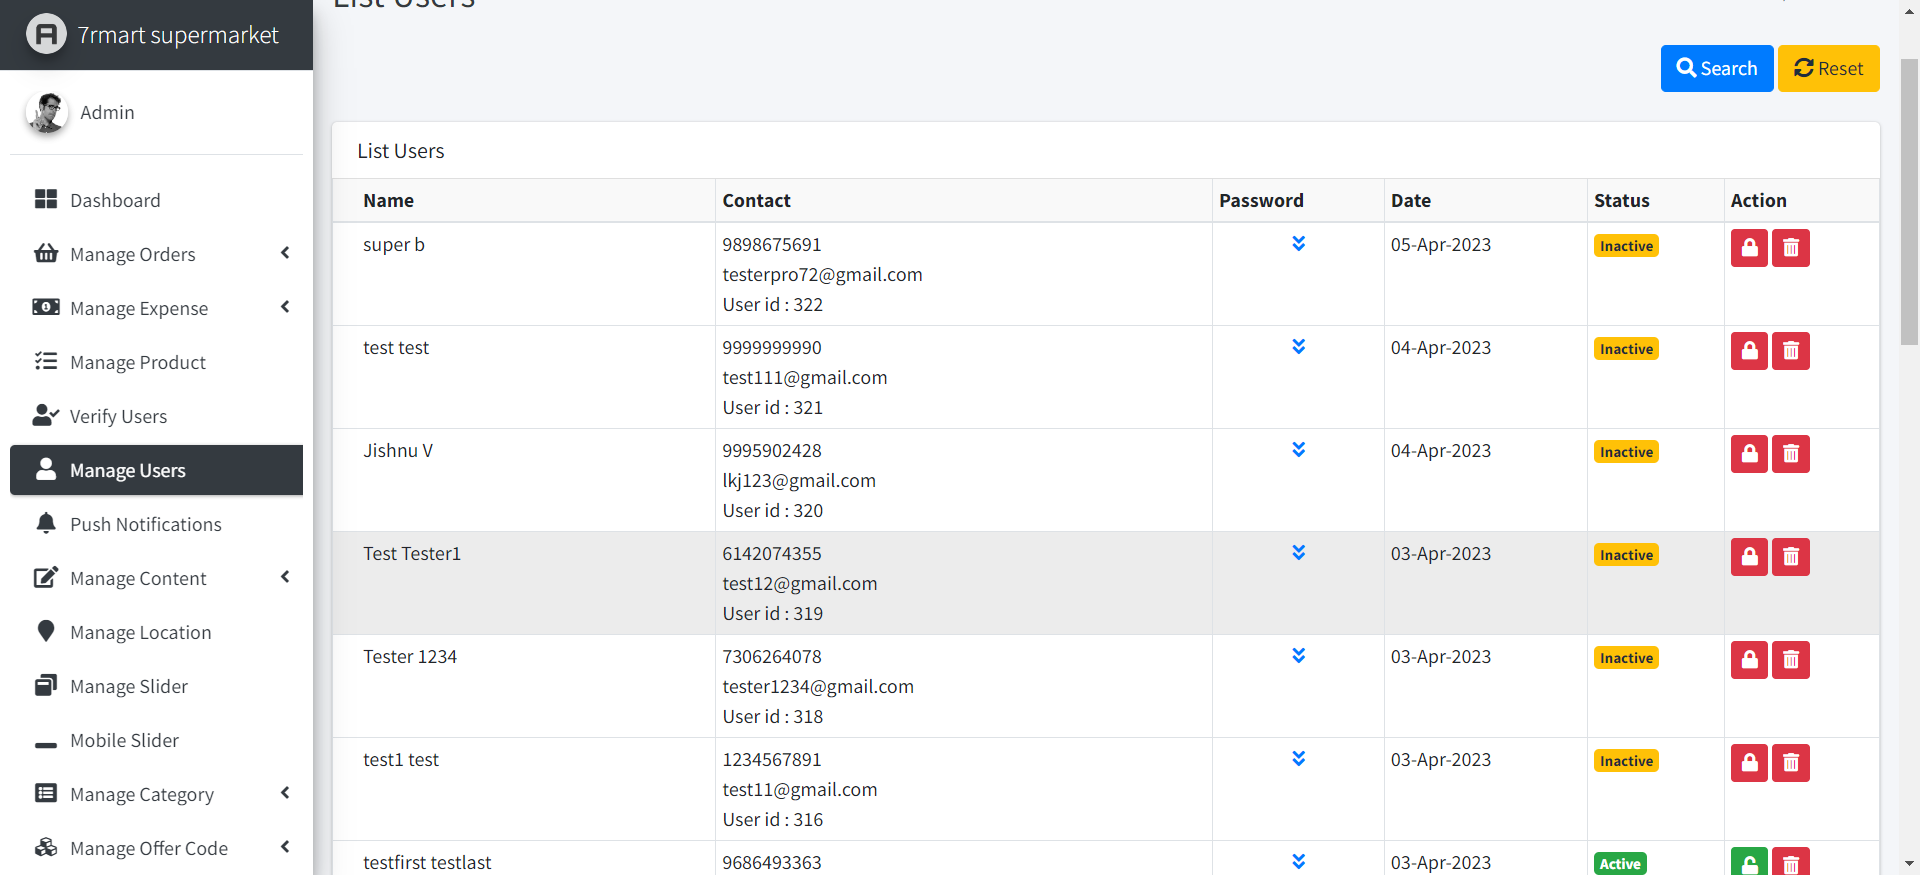 7rmart supermarket
Admin
Dashboard
Manage Orders
Manage Expense
Manage Product
Verify Users
Manage Users
Push Notifications
Manage Content
Manage Location
Manage Slider
Mobile Slider
Manage Category
Manage Offer Code
List Users
Search Reset
List Users
Name Contact Password Date Status Action
super b 9898675691 05-Apr-2023 Inactive
testerpro72@gmail.com
User id : 322
test test 9999999990 04-Apr-2023 Inactive
test111@gmail.com
User id : 321
Jishnu V 9995902428 04-Apr-2023 Inactive
lkj123@gmail.com
User id : 320
Test Tester1 6142074355 03-Apr-2023 Inactive
test12@gmail.com
User id : 319
Tester 1234 7306264078 03-Apr-2023 Inactive
tester1234@gmail.com
User id : 318
test1 test 1234567891 03-Apr-2023 Inactive
test11@gmail.com
User id : 316
testfirst testlast 9686493363 03-Apr-2023 Active